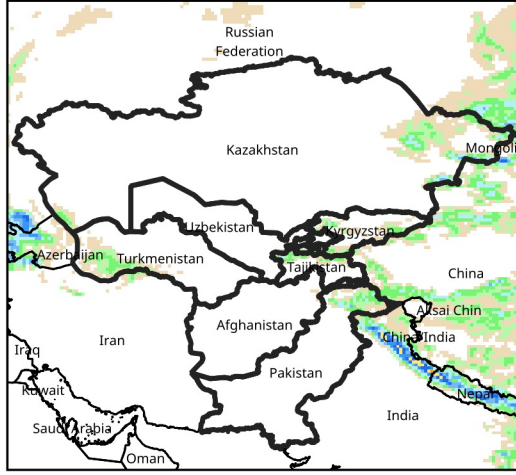 Russian
Federation
Kazakhstan
Mongoli
Uzbekistan
Kyrgyzstan
Azerbaijan
Turkmenistan
Tajikistan
China
Aksai Chin
Afghanistan
China/India
Iran
Iraq
Pakistan
Kuwait
Nepal
India
Saudi Arabia
Oman